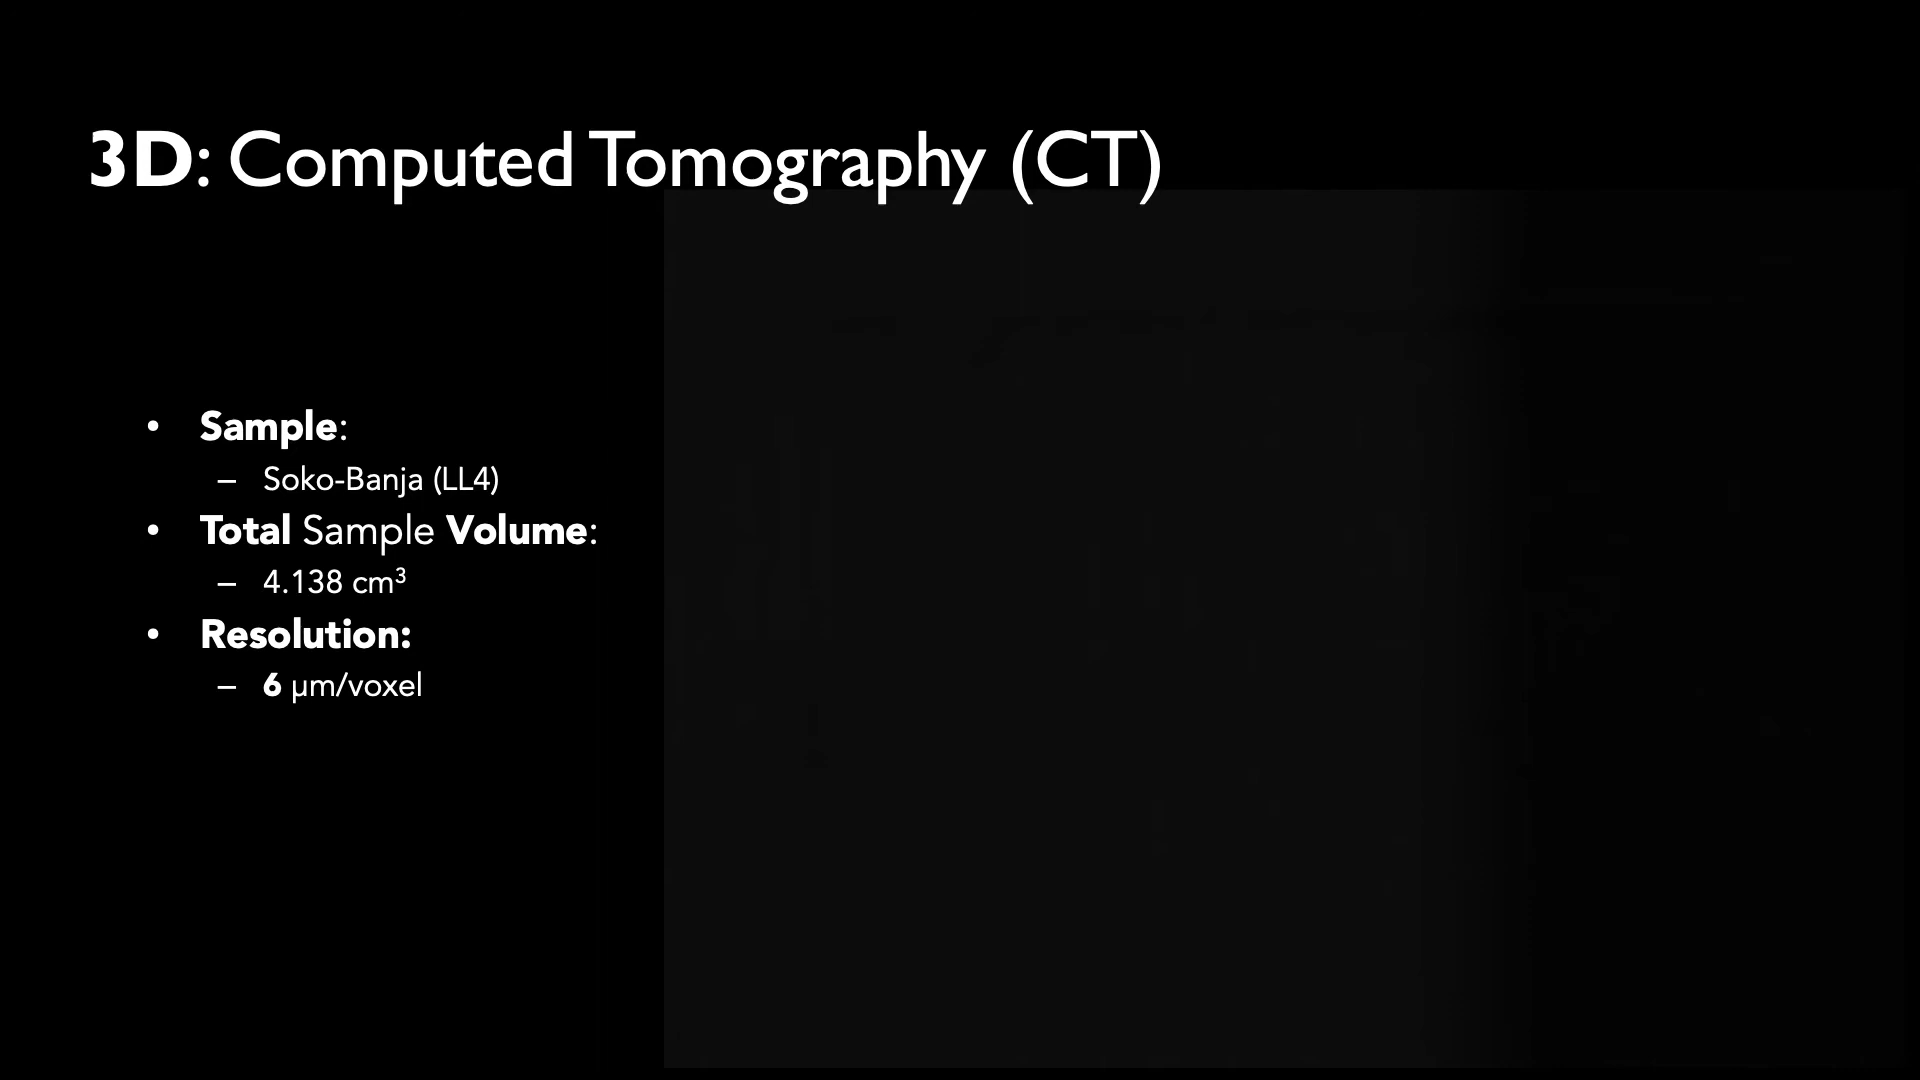 3D: Computed Tomography (CT)
• Sample:
– Soko-Banja (LL4)
• Total Sample Volume:
– 4.138 cm³
• Resolution:
– 6 µm/voxel